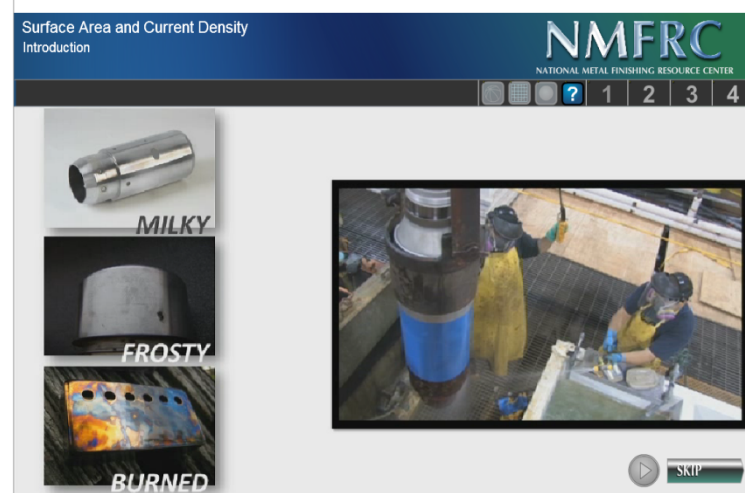 Surface Area and Current Density
Introduction
NMFRC
NATIONAL METAL FINISHING RESOURCE CENTER
? 1 2 3 4
MILKY
FROSTY
BURNED
SKIP